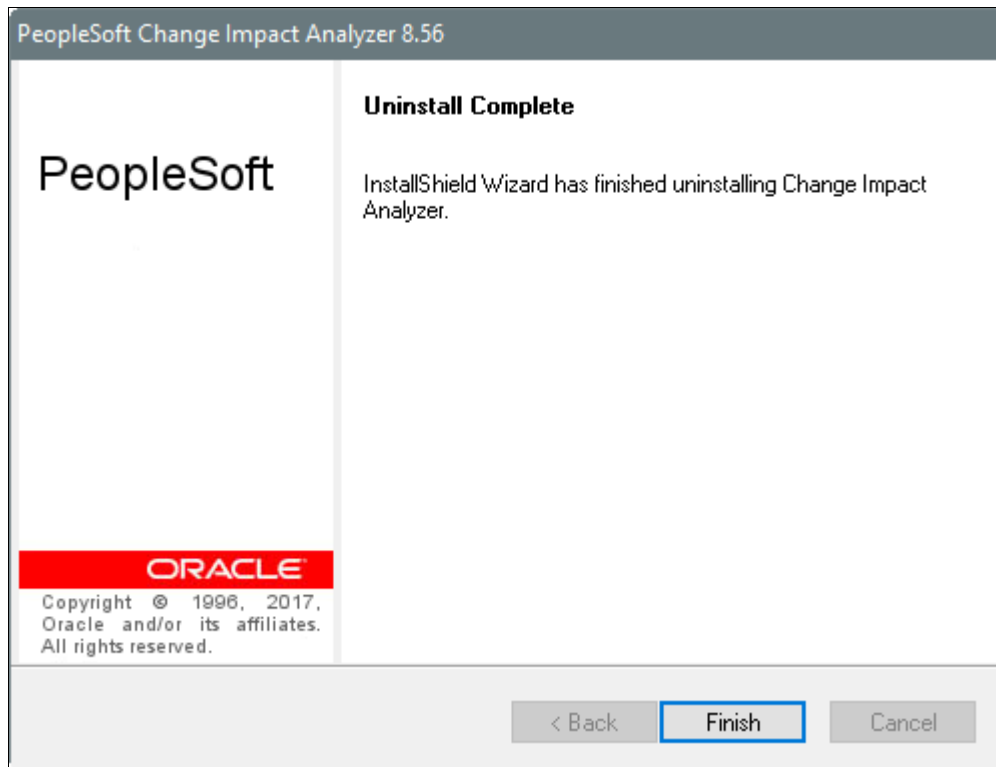 PeopleSoft Change Impact Analyzer 8.56
PeopleSoft
Uninstall Complete
InstallShield Wizard has finished uninstalling Change Impact
Analyzer.
ORACLE
Copyright © 1996, 2017,
Oracle and/or its affiliates.
All rights reserved.
< Back
Finish
Cancel